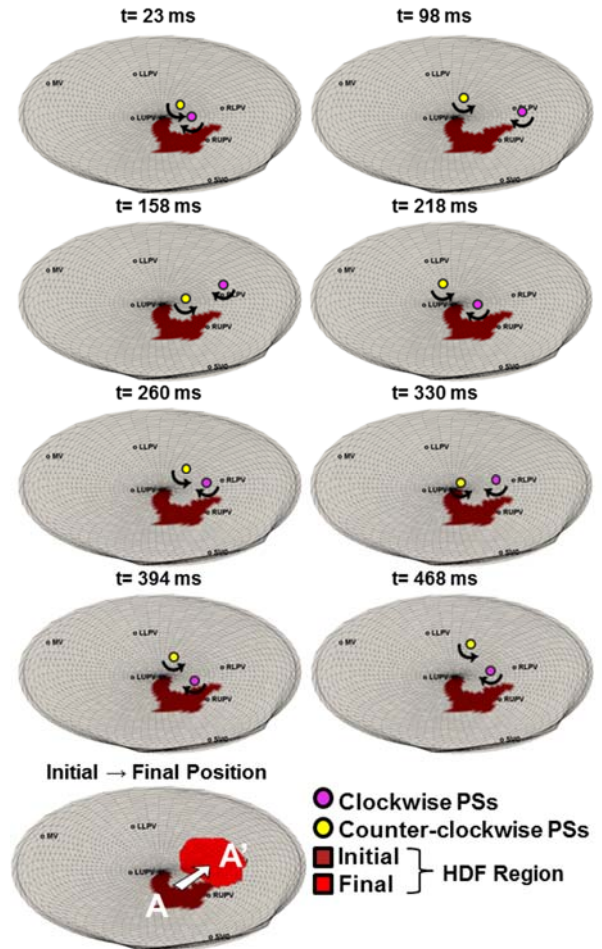 t= 23 ms
t= 98 ms
MV
LLPV
LUPV
RLPV
RUPV
SVC
MV
LLPV
LUPV
RLPV
RUPV
SVC
t= 158 ms
t= 218 ms
MV
LLPV
LUPV
RLPV
RUPV
SVC
MV
LLPV
LUPV
RLPV
RUPV
SVC
t= 260 ms
t= 330 ms
MV
LLPV
LUPV
RLPV
RUPV
SVC
MV
LLPV
LUPV
RLPV
RUPV
SVC
t= 394 ms
t= 468 ms
MV
LLPV
LUPV
RLPV
RUPV
SVC
MV
LLPV
LUPV
RLPV
RUPV
SVC
Initial → Final Position
MV
LLPV
LUPV
RUPV
SVC
A
A'
Clockwise PSs
Counter-clockwise PSs
Initial
Final
HDF Region